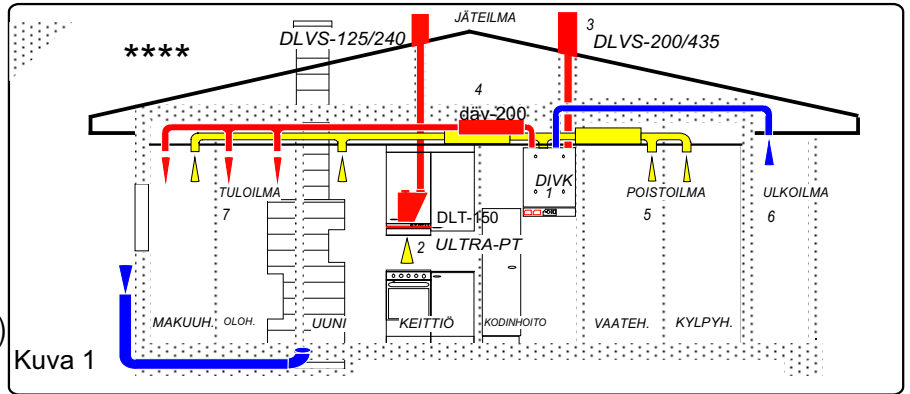 JÄTEILMA
3
****
DLVS-125/240
DLVS-200/435
4
däv-200
TULOILMA
7
DIVK
1
POISTOILMA
5
ULKOILMA
6
DLT-150
2
ULTRA-PT
MAKUUH.
OLOH.
UUNI
KEITTIÖ
KODINHOITO
VAATEH.
KYLPYH.
Kuva 1